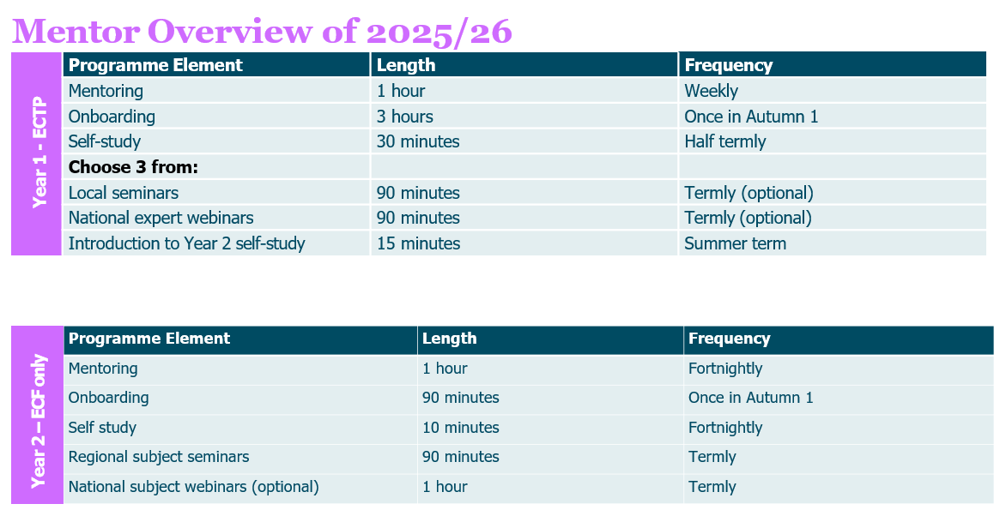 Mentor Overview of 2025/26
Year 1 - ECTP
Programme Element Length Frequency
Mentoring 1 hour Weekly
Onboarding 3 hours Once in Autumn 1
Self-study 30 minutes Half termly
Choose 3 from:
Local seminars 90 minutes Termly (optional)
National expert webinars 90 minutes Termly (optional)
Introduction to Year 2 self-study 15 minutes Summer term
Year 2 – ECF only
Programme Element Length Frequency
Mentoring 1 hour Fortnightly
Onboarding 90 minutes Once in Autumn 1
Self study 10 minutes Fortnightly
Regional subject seminars 90 minutes Termly
National subject webinars (optional) 1 hour Termly